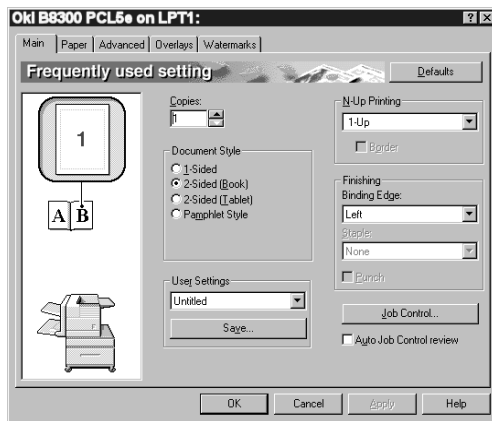 Oki B8300 PCL5e on LPT1:
? X
Main Paper Advanced Overlays Watermarks
Frequently used setting
Defaults
1
A B
Copies:
1
Document Style
1-Sided
2-Sided (Book)
2-Sided (Tablet)
Pamphlet Style
User Settings
Untitled
Save...
N-Up Printing
1-Up
Border
Finishing
Binding Edge:
Left
Staple:
None
Punch
Job Control...
Auto Job Control review
OK Cancel Apply Help